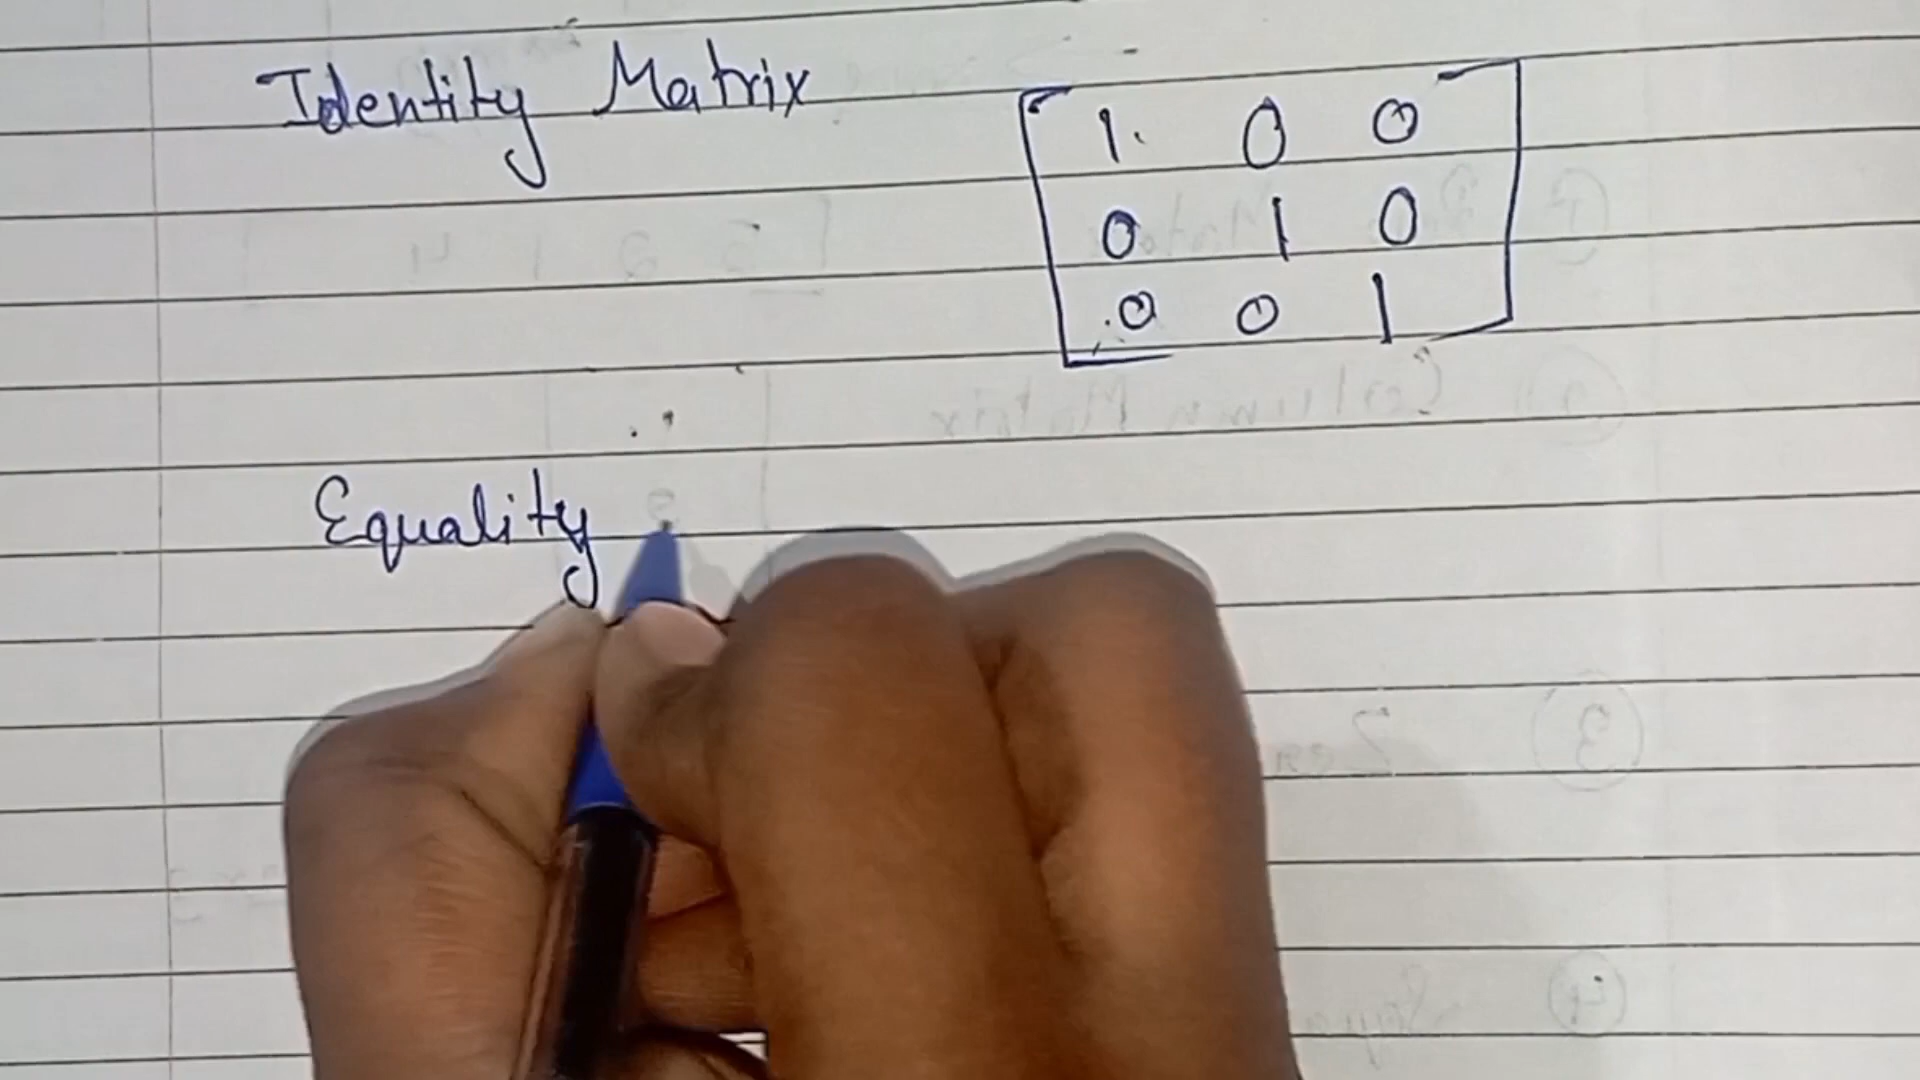 Identity Matrix
1. 0 0
0 1 0
0 0 1
Equality